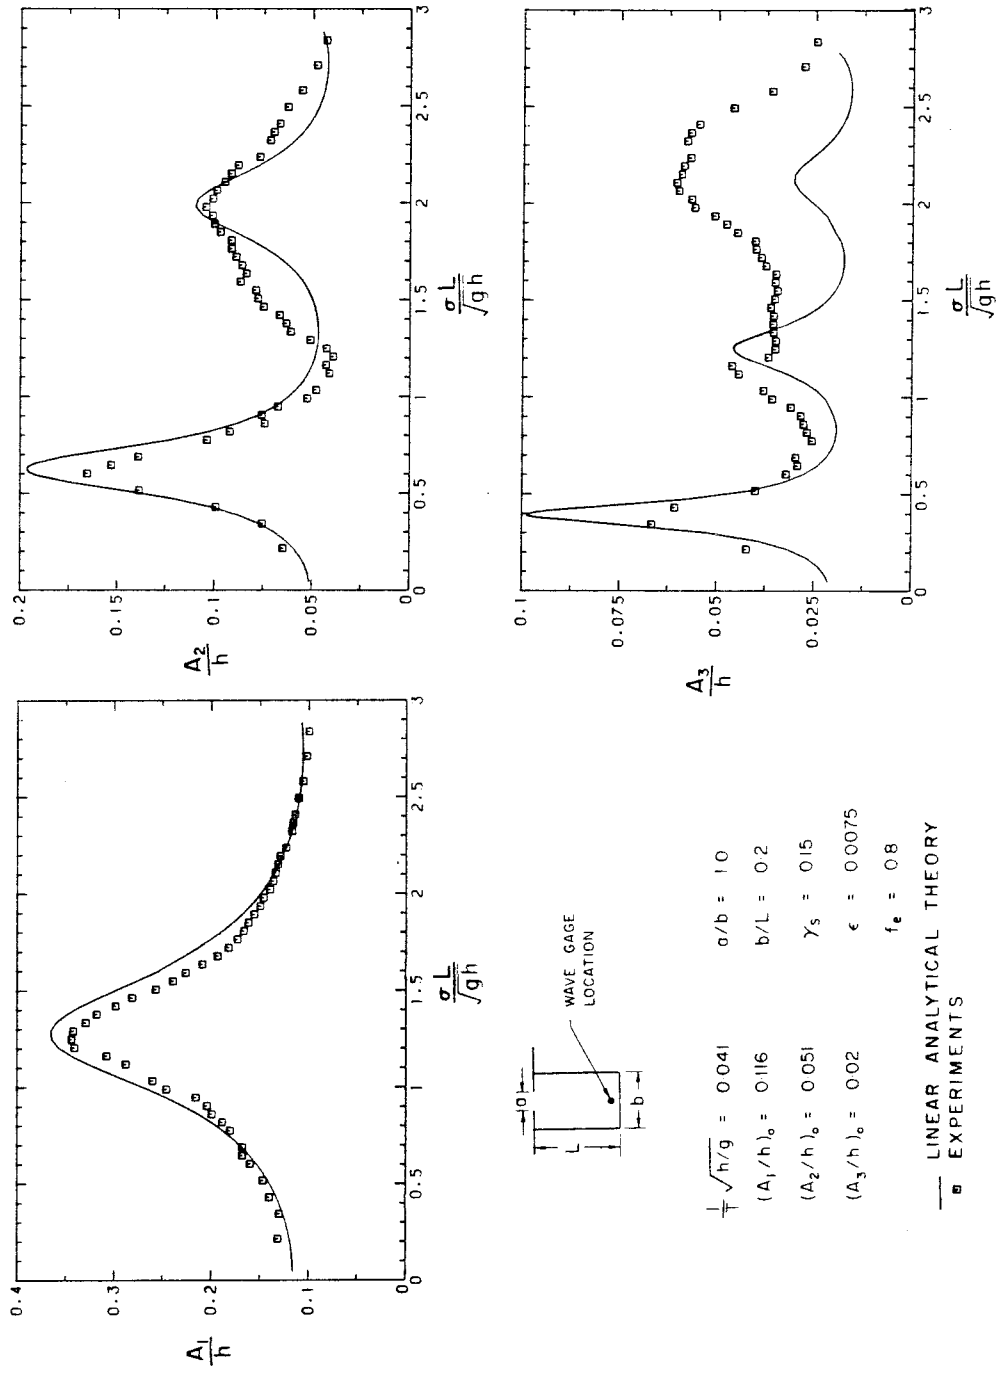 A₁/h
0.4
0.3
0.2
0.1
0
0 0.5 1 1.5 2 2.5 3
σL/√gh
A₂/h
0.2
0.15
0.1
0.05
0
0 0.5 1 1.5 2 2.5 3
σL/√gh
a
L
b
WAVE GAGE
LOCATION
1/T √h/g = 0.041 a/b = 1.0
(A₁/h)₀ = 0.116 b/L = 0.2
(A₂/h)₀ = 0.051 γₛ = 0.15
(A₃/h)₀ = 0.02 ε = 0.0075
fₑ = 0.8
LINEAR ANALYTICAL THEORY
EXPERIMENTS
A₃/h
0.1
0.075
0.05
0.025
0
0 0.5 1 1.5 2 2.5 3
σL/√gh